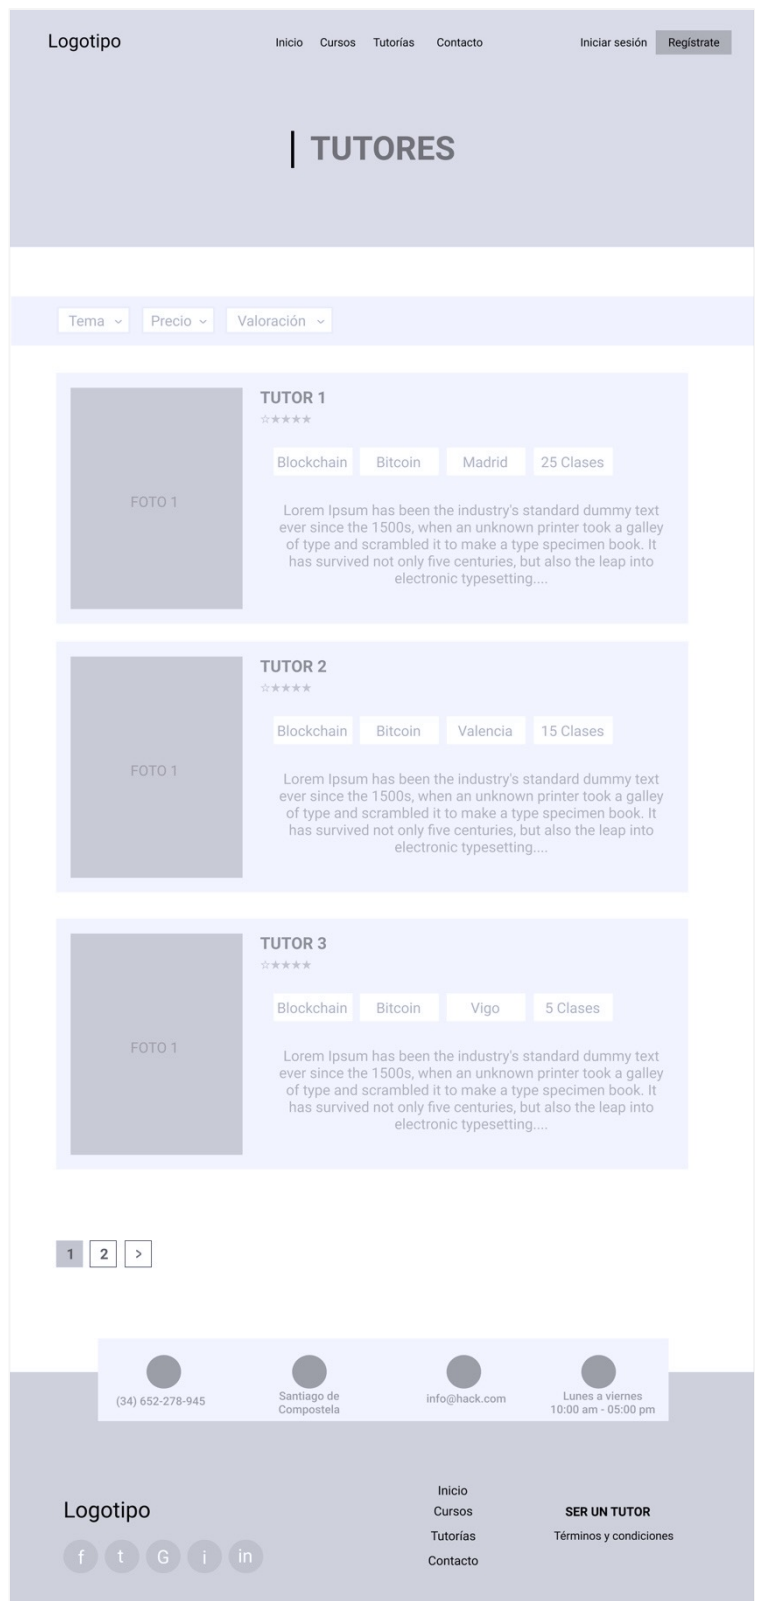 Logotipo
Inicio Cursos Tutorías Contacto
Iniciar sesión Regístrate
TUTORES
Tema Precio Valoración
TUTOR 1
☆★★★★
FOTO 1
Blockchain Bitcoin Madrid 25 Clases
Lorem Ipsum has been the industry's standard dummy text
ever since the 1500s, when an unknown printer took a galley
of type and scrambled it to make a type specimen book. It
has survived not only five centuries, but also the leap into
electronic typesetting....
TUTOR 2
☆★★★★
FOTO 1
Blockchain Bitcoin Valencia 15 Clases
Lorem Ipsum has been the industry's standard dummy text
ever since the 1500s, when an unknown printer took a galley
of type and scrambled it to make a type specimen book. It
has survived not only five centuries, but also the leap into
electronic typesetting....
TUTOR 3
☆★★★★
FOTO 1
Blockchain Bitcoin Vigo 5 Clases
Lorem Ipsum has been the industry's standard dummy text
ever since the 1500s, when an unknown printer took a galley
of type and scrambled it to make a type specimen book. It
has survived not only five centuries, but also the leap into
electronic typesetting....
1 2 >
(34) 652-278-945
Santiago de
Compostela
info@hack.com
Lunes a viernes
10:00 am - 05:00 pm
Logotipo
f t G i in
Inicio
Cursos
Tutorías
Contacto
SER UN TUTOR
Términos y condiciones